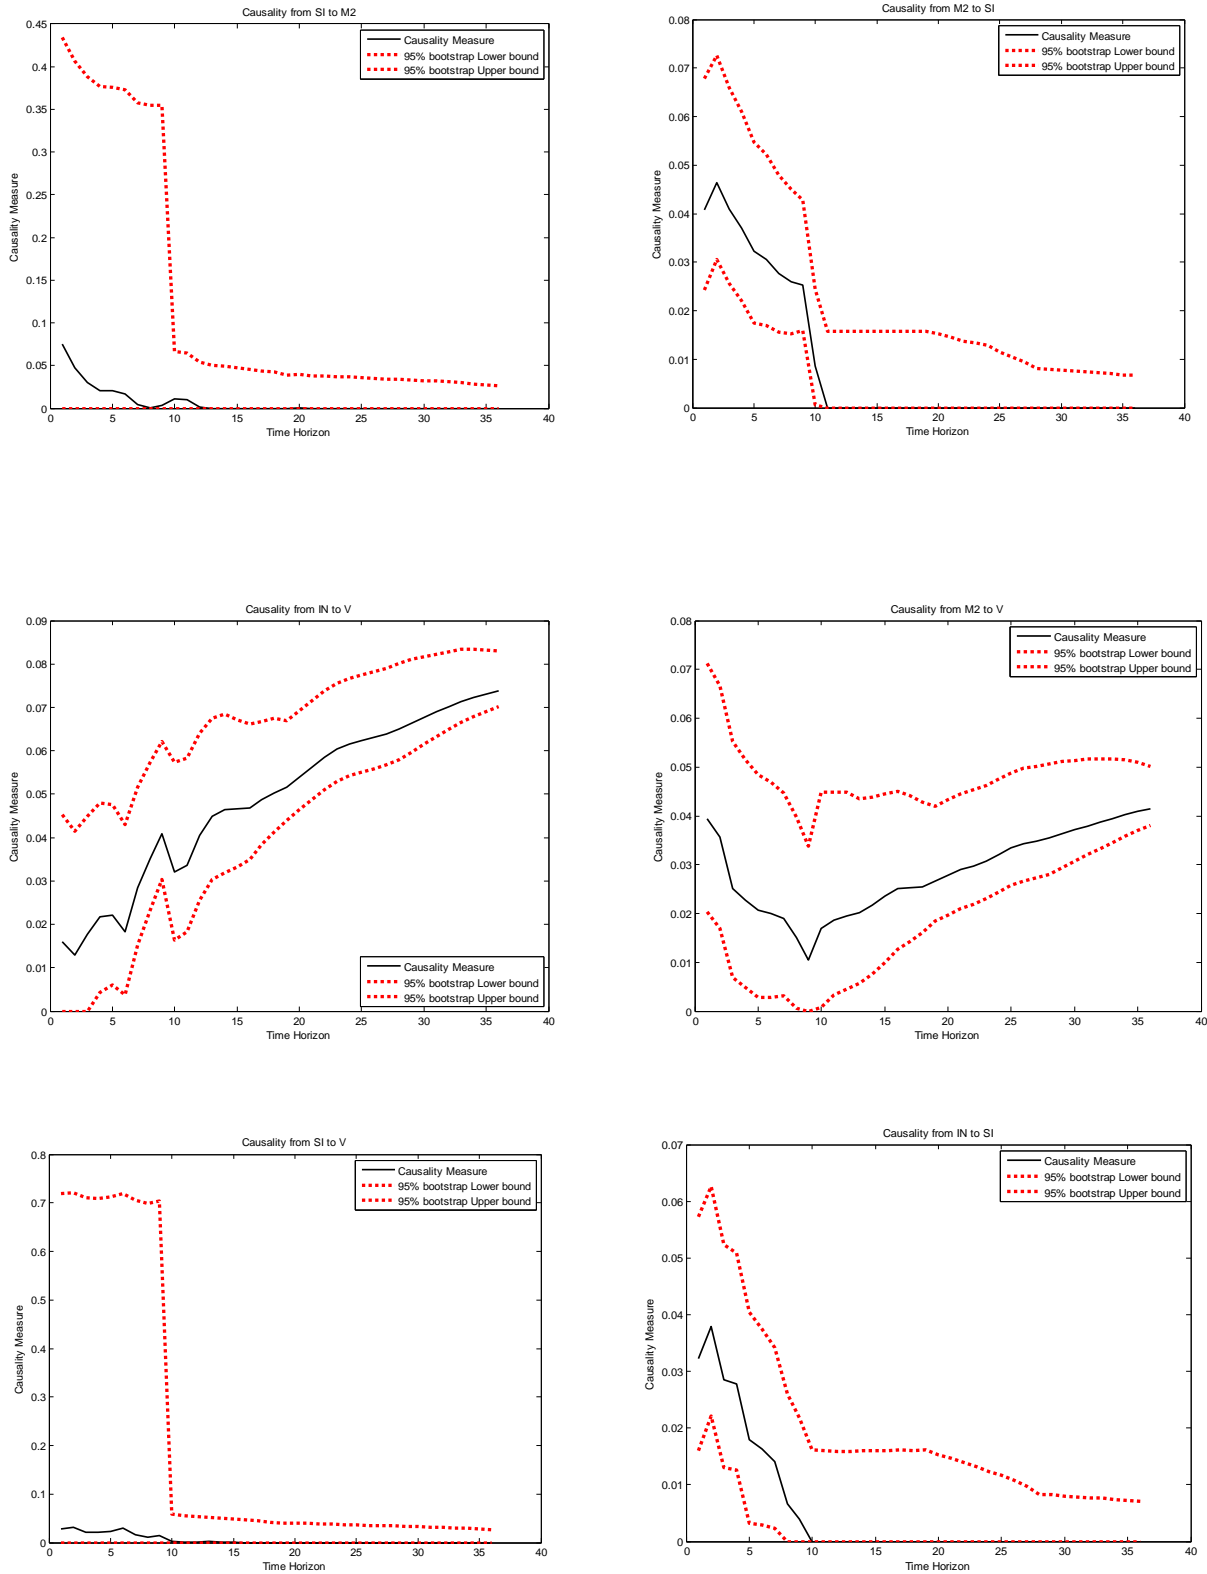 Causality from SI to M2
0.45
0.4
0.35
0.3
0.25
0.2
0.15
0.1
0.05
0
Causality Measure
Causality Measure
95% bootstrap Lower bound
95% bootstrap Upper bound
0 5 10 15 20 25 30 35 40
Time Horizon
Causality from M2 to SI
0.08
0.07
0.06
0.05
0.04
0.03
0.02
0.01
0
Causality Measure
Causality Measure
95% bootstrap Lower bound
95% bootstrap Upper bound
0 5 10 15 20 25 30 35 40
Time Horizon
Causality from IN to V
0.09
0.08
0.07
0.06
0.05
0.04
0.03
0.02
0.01
0
Causality Measure
Causality Measure
95% bootstrap Lower bound
95% bootstrap Upper bound
0 5 10 15 20 25 30 35 40
Time Horizon
Causality from M2 to V
0.08
0.07
0.06
0.05
0.04
0.03
0.02
0.01
0
Causality Measure
Causality Measure
95% bootstrap Lower bound
95% bootstrap Upper bound
0 5 10 15 20 25 30 35 40
Time Horizon
Causality from SI to V
0.8
0.7
0.6
0.5
0.4
0.3
0.2
0.1
0
Causality Measure
Causality Measure
95% bootstrap Lower bound
95% bootstrap Upper bound
0 5 10 15 20 25 30 35 40
Time Horizon
Causality from IN to SI
0.07
0.06
0.05
0.04
0.03
0.02
0.01
0
Causality Measure
Causality Measure
95% bootstrap Lower bound
95% bootstrap Upper bound
0 5 10 15 20 25 30 35 40
Time Horizon